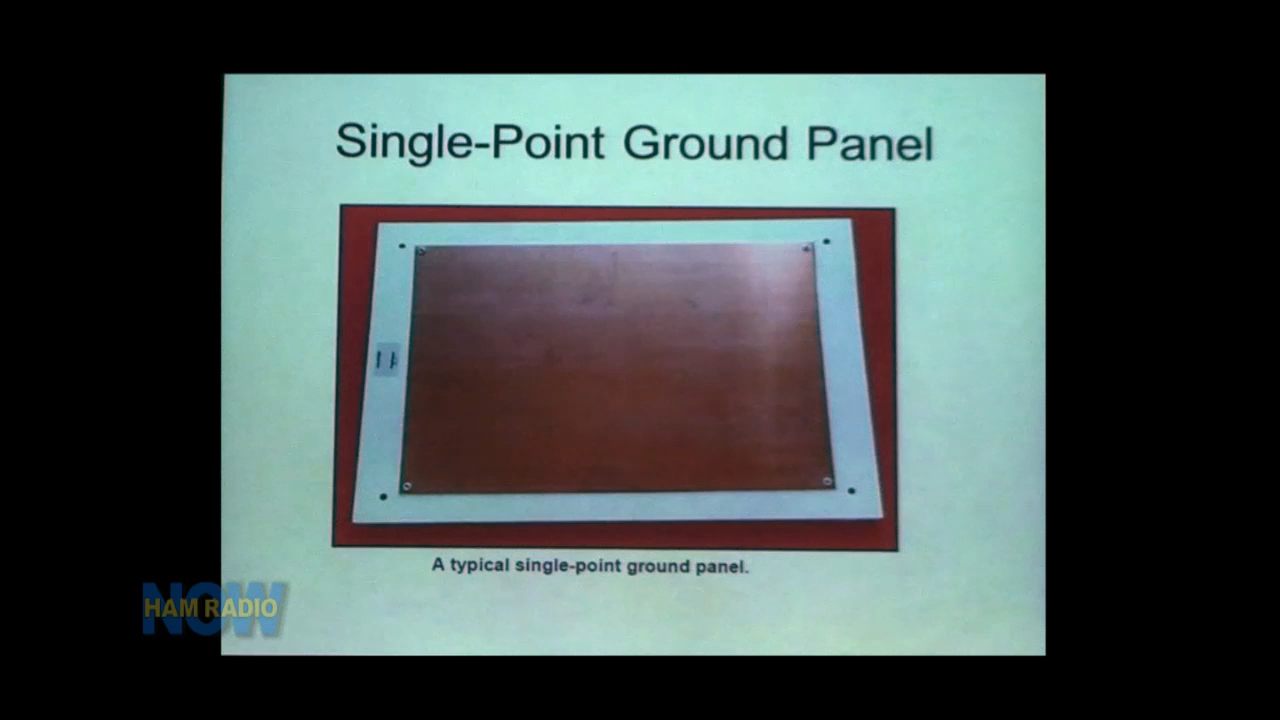 Single-Point Ground Panel
A typical single-point ground panel.
NOW
HAM RADIO